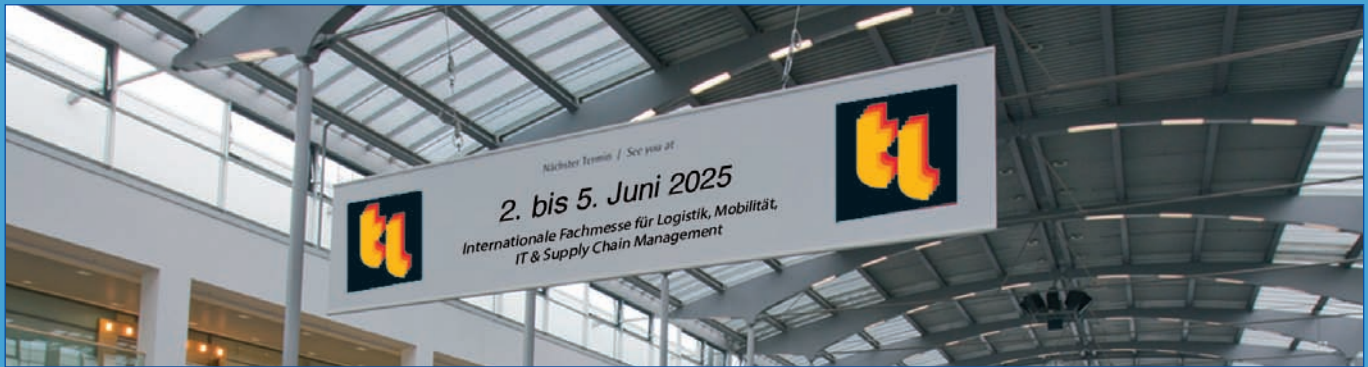 Nächster Termin / See you at
2. bis 5. Juni 2025
Internationale Fachmesse für Logistik, Mobilität,
IT & Supply Chain Management
tl
tl